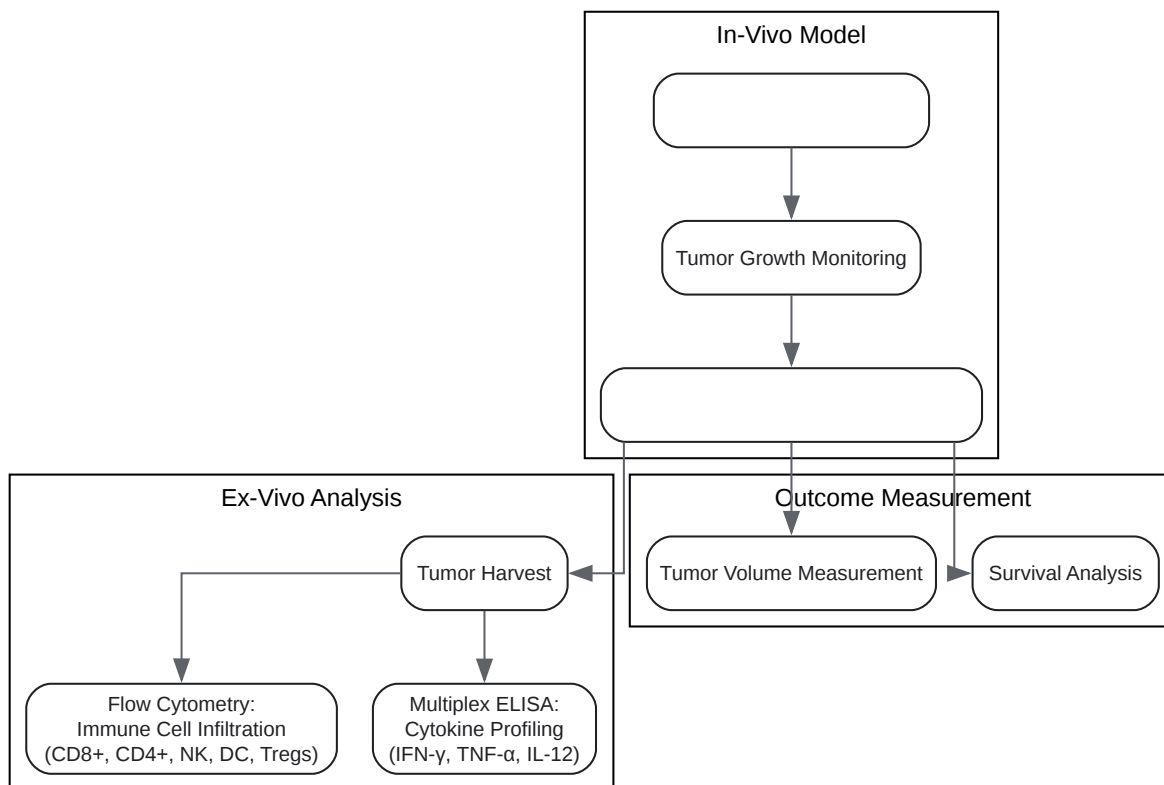 In-Vivo Model
Tumor Growth Monitoring
Ex-Vivo Analysis
Outcome Measurement
Tumor Harvest
Tumor Volume Measurement
Survival Analysis
Flow Cytometry:
Immune Cell Infiltration
(CD8+, CD4+, NK, DC, Tregs)
Multiplex ELISA:
Cytokine Profiling
(IFN-γ, TNF-α, IL-12)